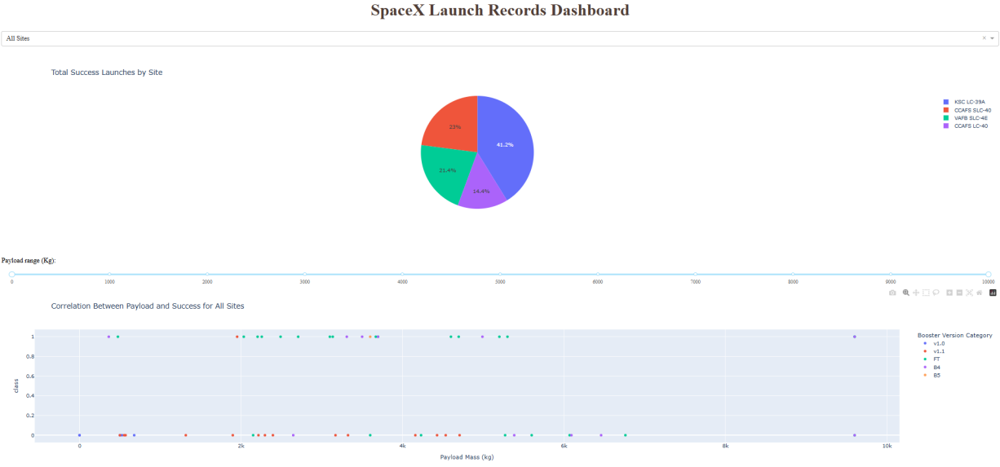 SpaceX Launch Records Dashboard
All Sites
Total Success Launches by Site
KSC LC-39A
CCAFS SLC-40
VAFB SLC-4E
CCAFS LC-40
23%
41.2%
21.4%
14.4%
Payload range (Kg):
0 1000 2000 3000 4000 5000 6000 7000 8000 9000 10000
Correlation Between Payload and Success for All Sites
Booster Version Category
v1.0
v1.1
FT
B4
B5
1
0.8
0.6
0.4
0.2
0
class
0 2k 4k 6k 8k 10k
Payload Mass (kg)